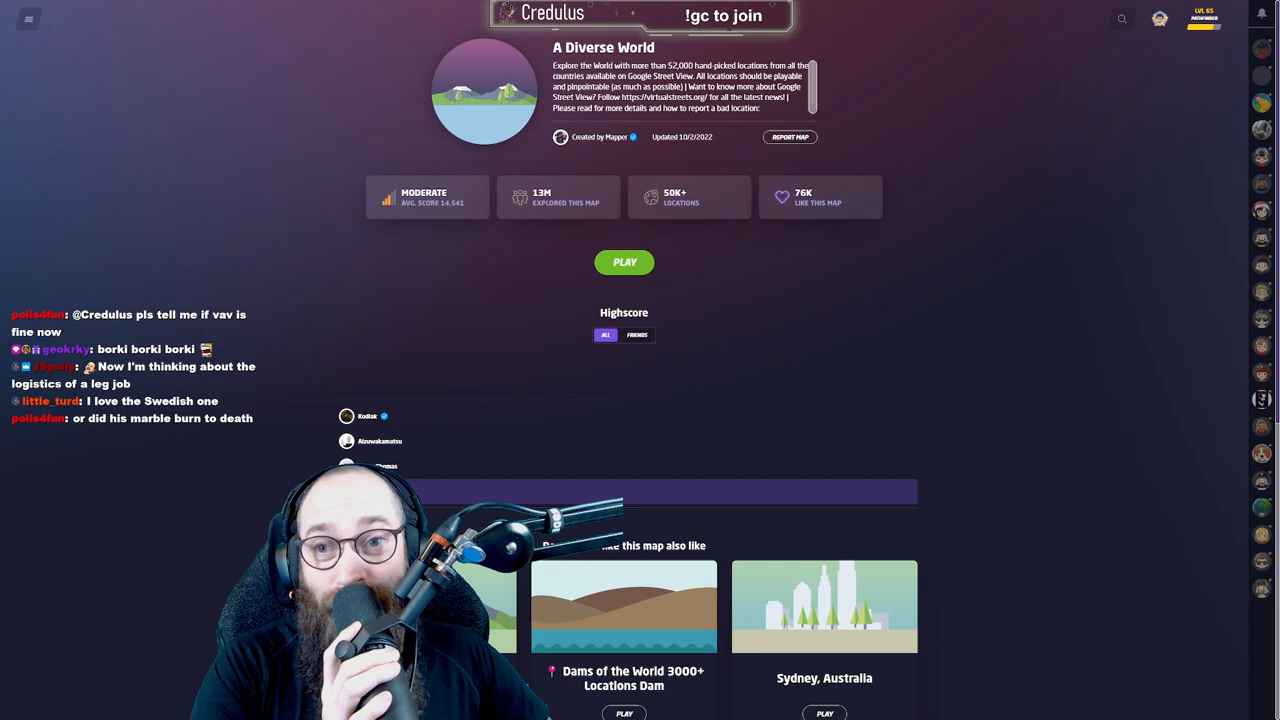 Credulus
!gc to join
LVL 65
PATHFINDER
A Diverse World
Explore the World with more than 52,000 hand-picked locations from all the
countries available on Google Street View. All locations should be playable
and pinpointable (as much as possible) | Want to know more about Google
Street View? Follow https://virtualstreets.org/ for all the latest news! |
Please read for more details and how to report a bad location:
Created by Mapper
Updated 10/2/2022
REPORT MAP
MODERATE
AVG. SCORE 14,541
13M
EXPLORED THIS MAP
50K+
LOCATIONS
76K
LIKE THIS MAP
PLAY
Highscore
ALL
FRIENDS
polls4fun: @Credulus pls tell me if vav is
fine now
geokrky: borki borki borki
JSpoily: Now I'm thinking about the
logistics of a leg job
little_turd: I love the Swedish one
polls4fun: or did his marble burn to death
Kodiak
Aizuwakamatsu
Thomas
like this map also like
Dams of the World 3000+
Locations Dam
PLAY
Sydney, Australia
PLAY